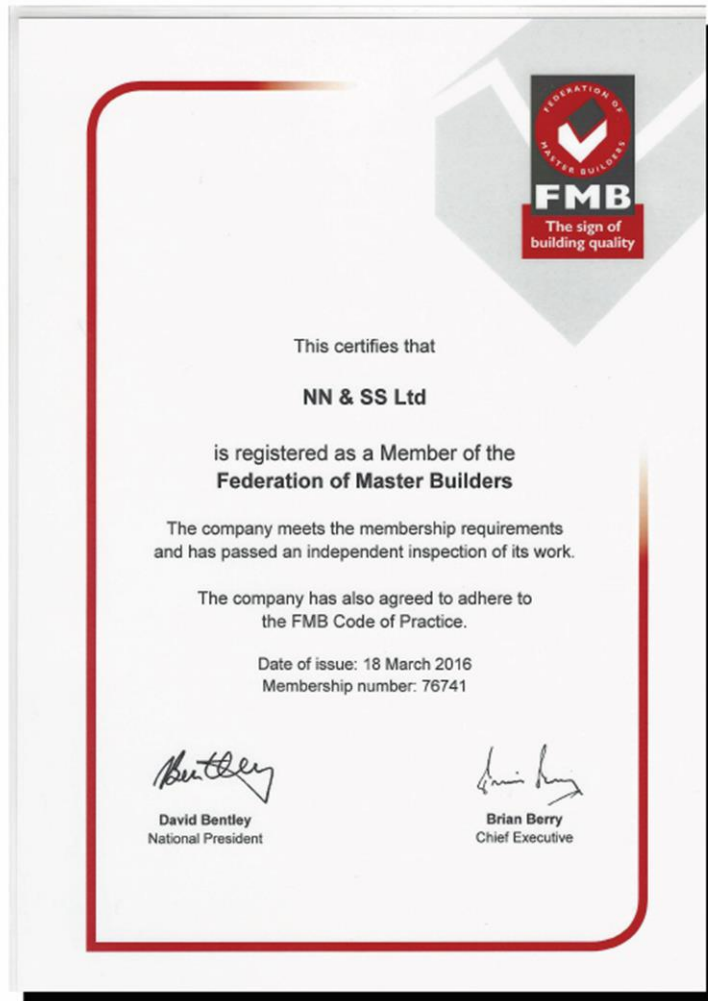 FEDERATION OF
MASTER BUILDERS
FMB
The sign of
building quality
This certifies that
NN & SS Ltd
is registered as a Member of the
Federation of Master Builders
The company meets the membership requirements
and has passed an independent inspection of its work.
The company has also agreed to adhere to
the FMB Code of Practice.
Date of issue: 18 March 2016
Membership number: 76741
Bentley
David Bentley
National President
Brian Berry
Chief Executive